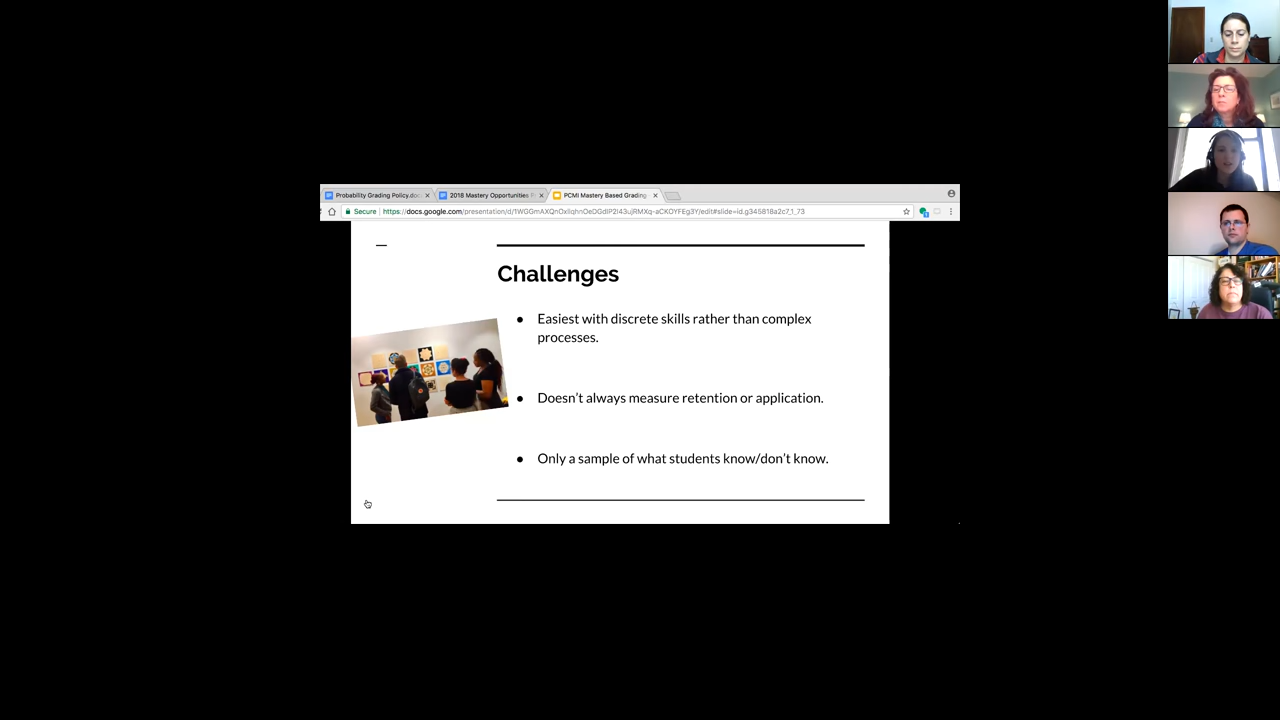 Probability Grading Policy.doc
2018 Mastery Opportunities
PCMI Mastery Based Grading
Secure
Challenges
● Easiest with discrete skills rather than complex
processes.
● Doesn't always measure retention or application.
● Only a sample of what students know/don't know.